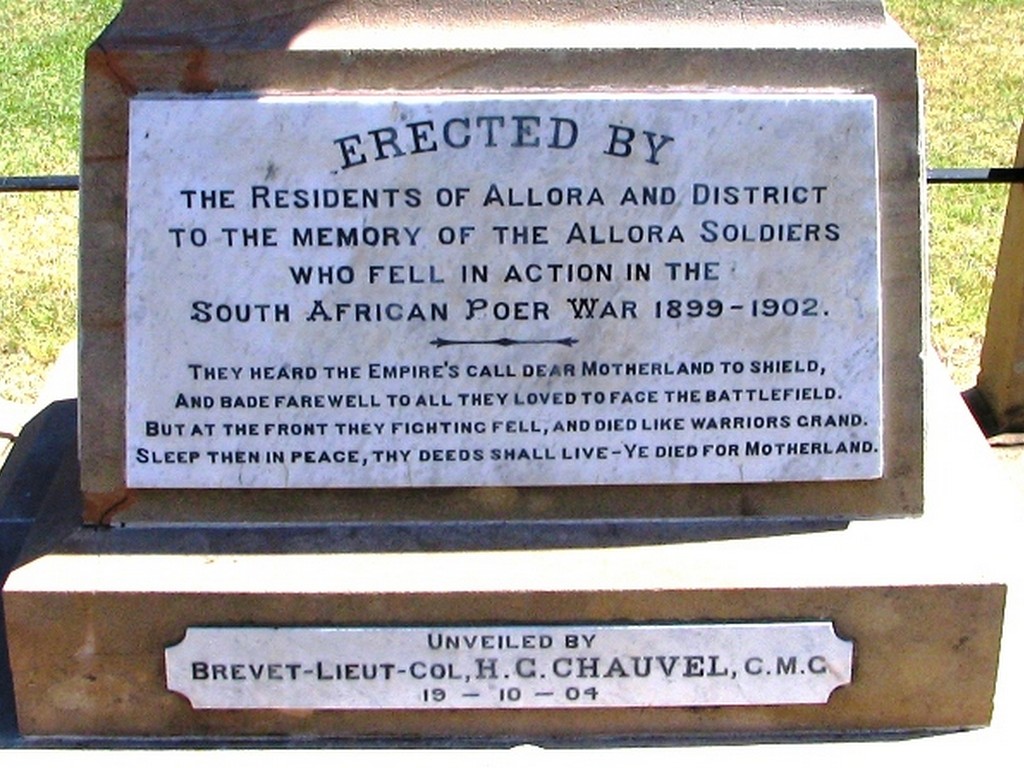 ERECTED BY
THE RESIDENTS OF ALLORA AND DISTRICT
TO THE MEMORY OF THE ALLORA SOLDIERS
WHO FELL IN ACTION IN THE
SOUTH AFRICAN POER WAR 1899-1902.
THEY HEARD THE EMPIRE'S CALL DEAR MOTHERLAND TO SHIELD,
AND BADE FAREWELL TO ALL THEY LOVED TO FACE THE BATTLEFIELD.
BUT AT THE FRONT THEY FIGHTING FELL, AND DIED LIKE WARRIORS GRAND.
SLEEP THEN IN PEACE, THY DEEDS SHALL LIVE-YE DIED FOR MOTHERLAND.
UNVEILED BY
BREVET-LIEUT-COL, H.G. CHAUVEL, C.M.G
19 - 10 - 04